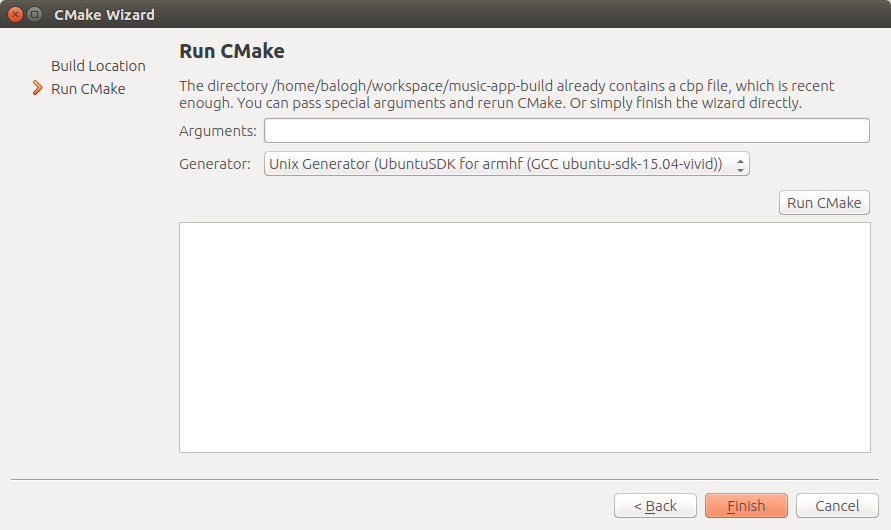 CMake Wizard
Build Location
Run CMake
Run CMake
The directory /home/balogh/workspace/music-app-build already contains a cbp file, which is recent
enough. You can pass special arguments and rerun CMake. Or simply finish the wizard directly.
Arguments:
Generator: Unix Generator (UbuntuSDK for armhf (GCC ubuntu-sdk-15.04-vivid))
Run CMake
< Back Finish Cancel